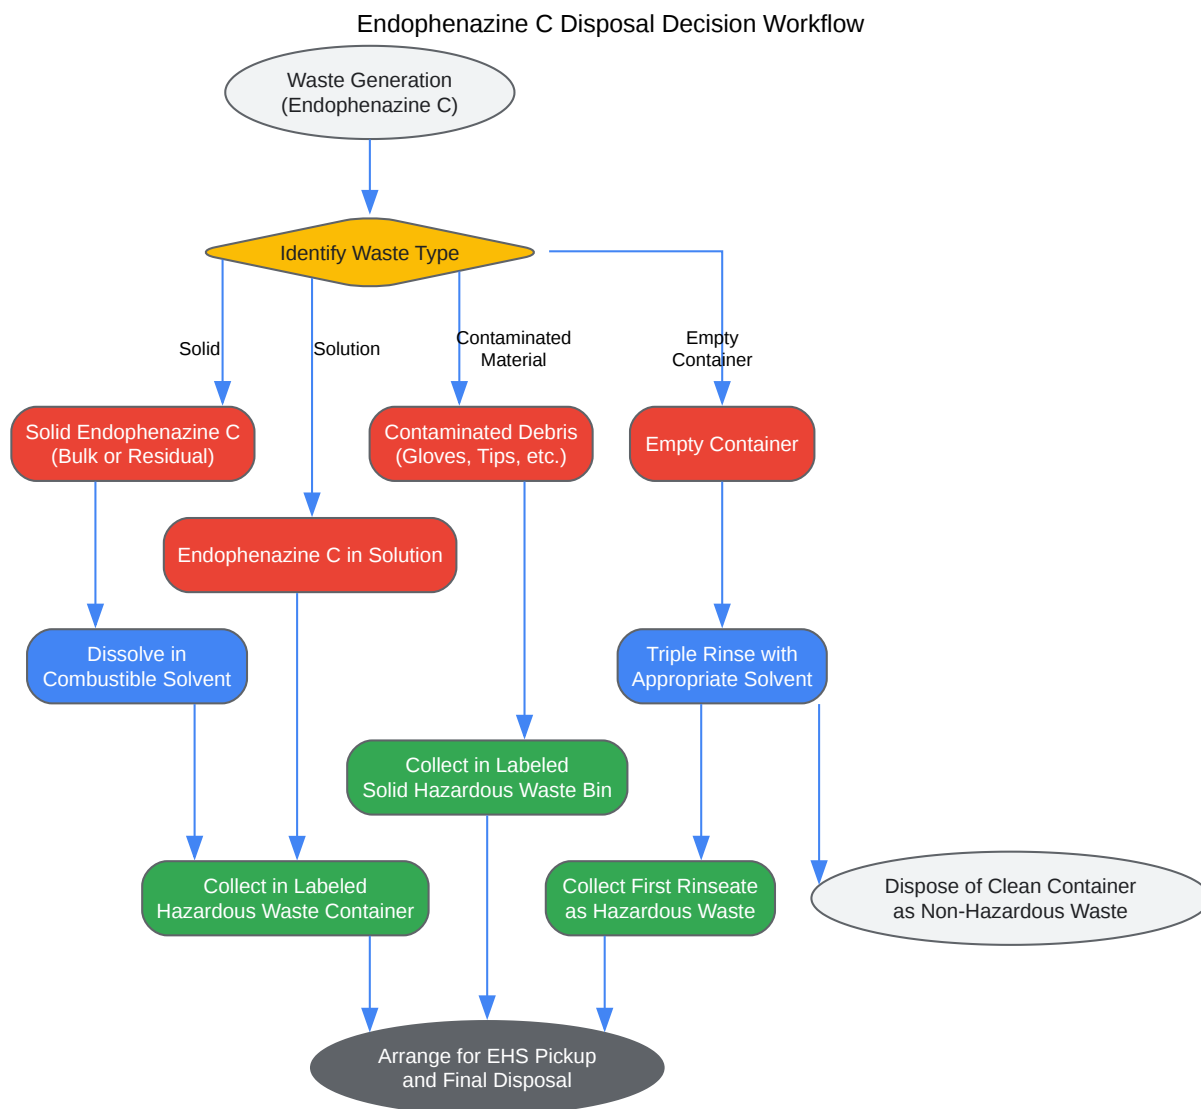 Endophenazine C Disposal Decision Workflow
Waste Generation
(Endophenazine C)
Identify Waste Type
Solid
Solution
Contaminated
Material
Empty
Container
Solid Endophenazine C
(Bulk or Residual)
Contaminated Debris
(Gloves, Tips, etc.)
Empty Container
Endophenazine C in Solution
Dissolve in
Combustible Solvent
Triple Rinse with
Appropriate Solvent
Collect in Labeled
Solid Hazardous Waste Bin
Collect in Labeled
Hazardous Waste Container
Collect First Rinseate
as Hazardous Waste
Dispose of Clean Container
as Non-Hazardous Waste
Arrange for EHS Pickup
and Final Disposal